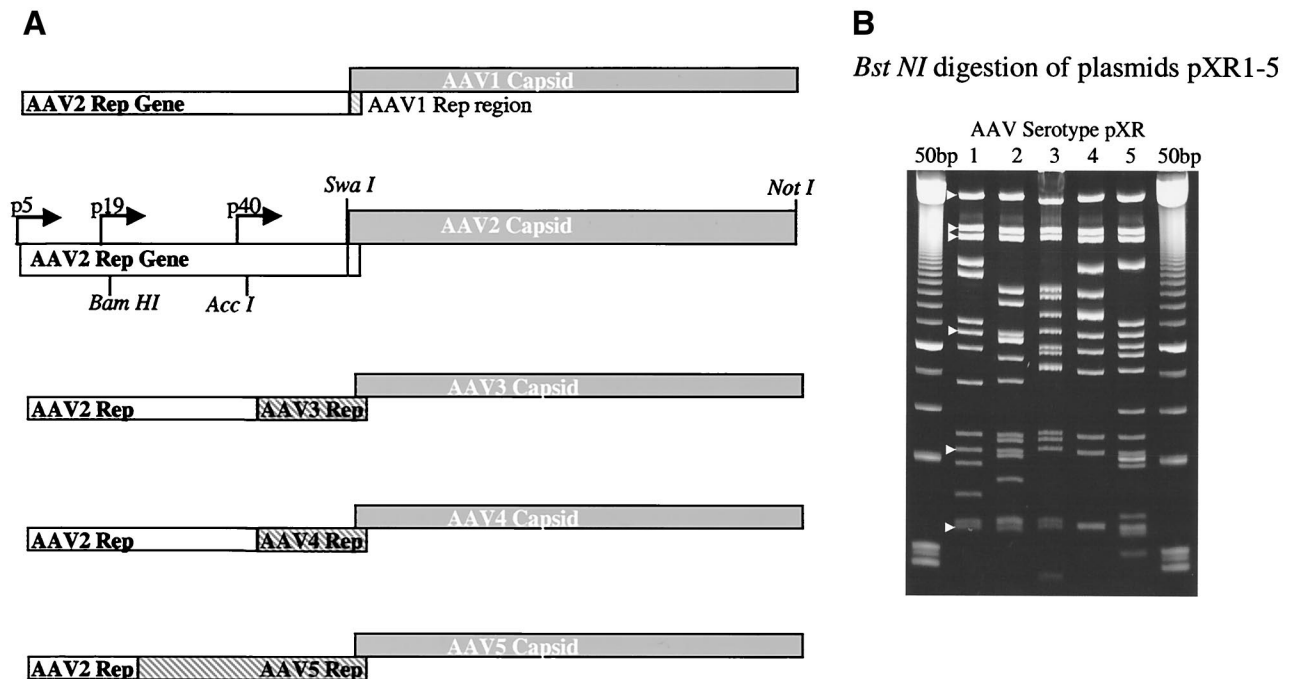 A
AAV1 Capsid
AAV2 Rep Gene
AAV1 Rep region
Swa I
Not I
p5
p19
p40
AAV2 Capsid
AAV2 Rep Gene
Bam HI
Acc I
AAV3 Capsid
AAV2 Rep
AAV3 Rep
AAV4 Capsid
AAV2 Rep
AAV4 Rep
AAV5 Capsid
AAV2 Rep
AAV5 Rep
B
Bst NI digestion of plasmids pXR1-5
AAV Serotype pXR
50bp 1 2 3 4 5 50bp